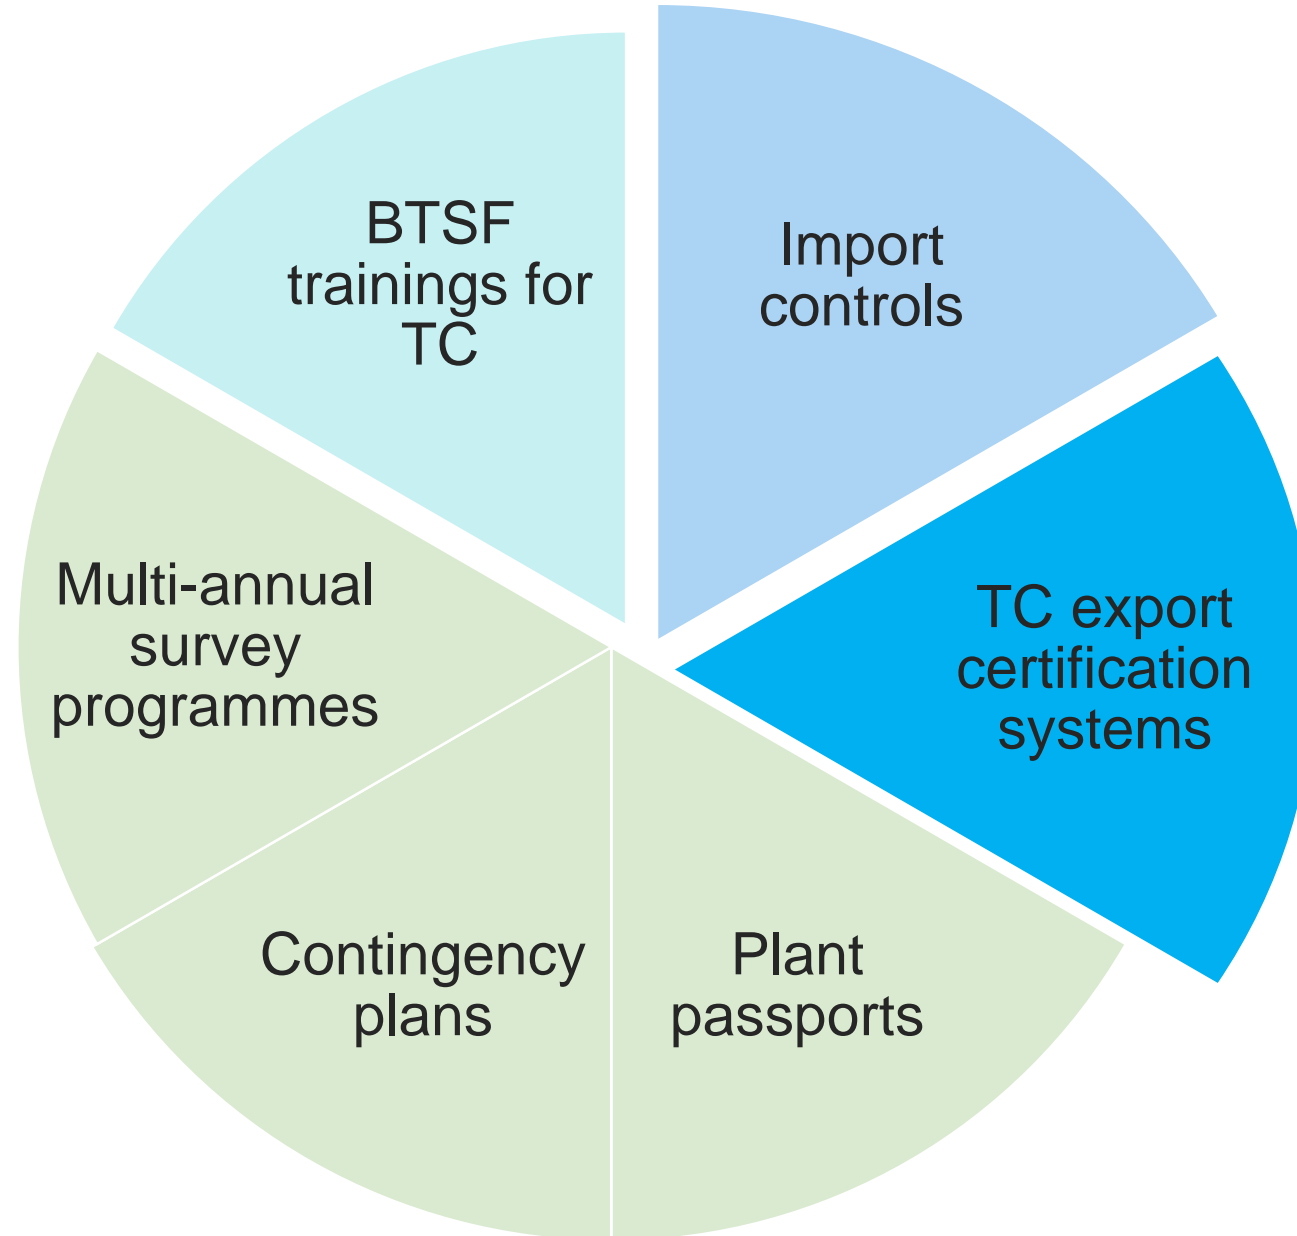 BTSF
trainings for
TC
Import
controls
TC export
certification
systems
Multi-annual
survey
programmes
Contingency
plans
Plant
passports